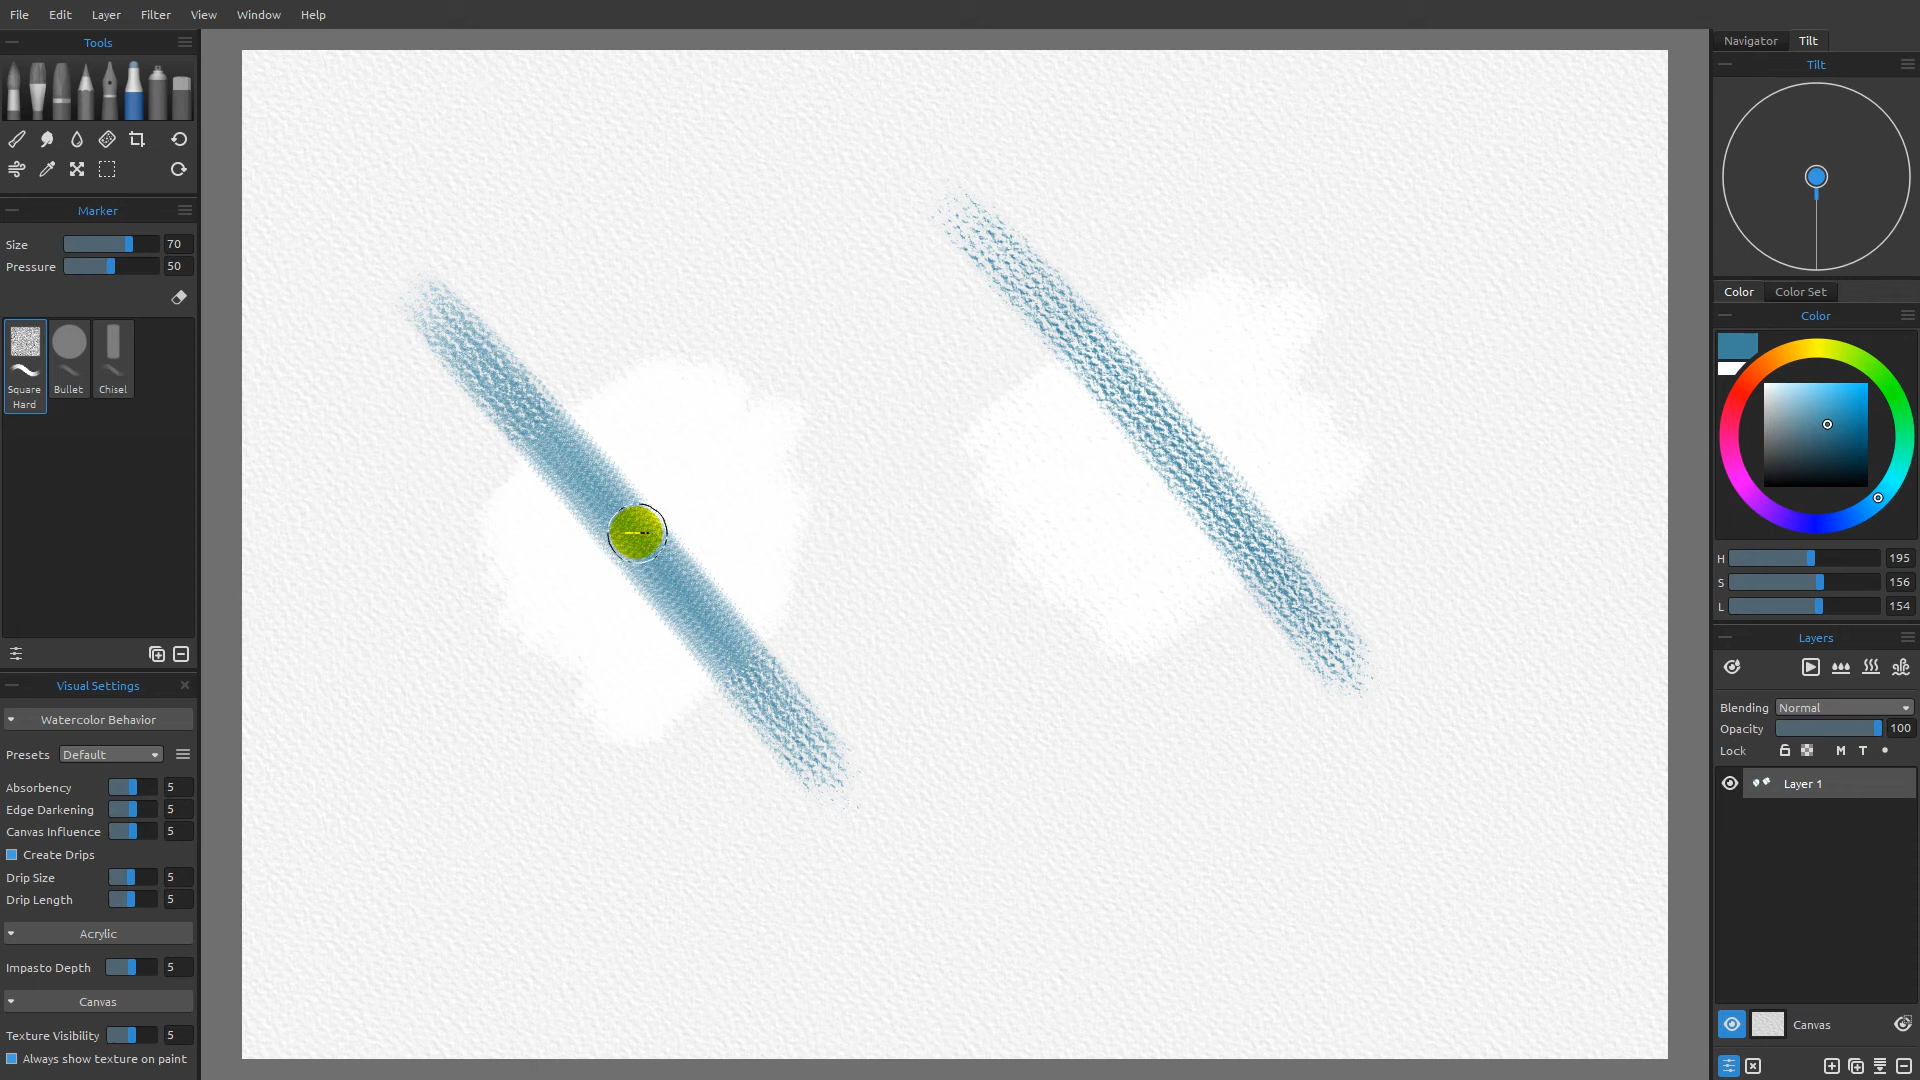 File Edit Layer Filter View Window Help
Tools
Marker
Size 70
Pressure 50
Square Hard
Bullet
Chisel
Visual Settings
Watercolor Behavior
Presets Default
Absorbency 5
Edge Darkening 5
Canvas Influence 5
Create Drips
Drip Size 5
Drip Length 5
Acrylic
Impasto Depth 5
Canvas
Texture Visibility 5
Always show texture on paint
Navigator Tilt
Tilt
Color Color Set
Color
H 195
S 156
L 154
Layers
Blending Normal
Opacity 100
Lock M T
Layer 1
Canvas